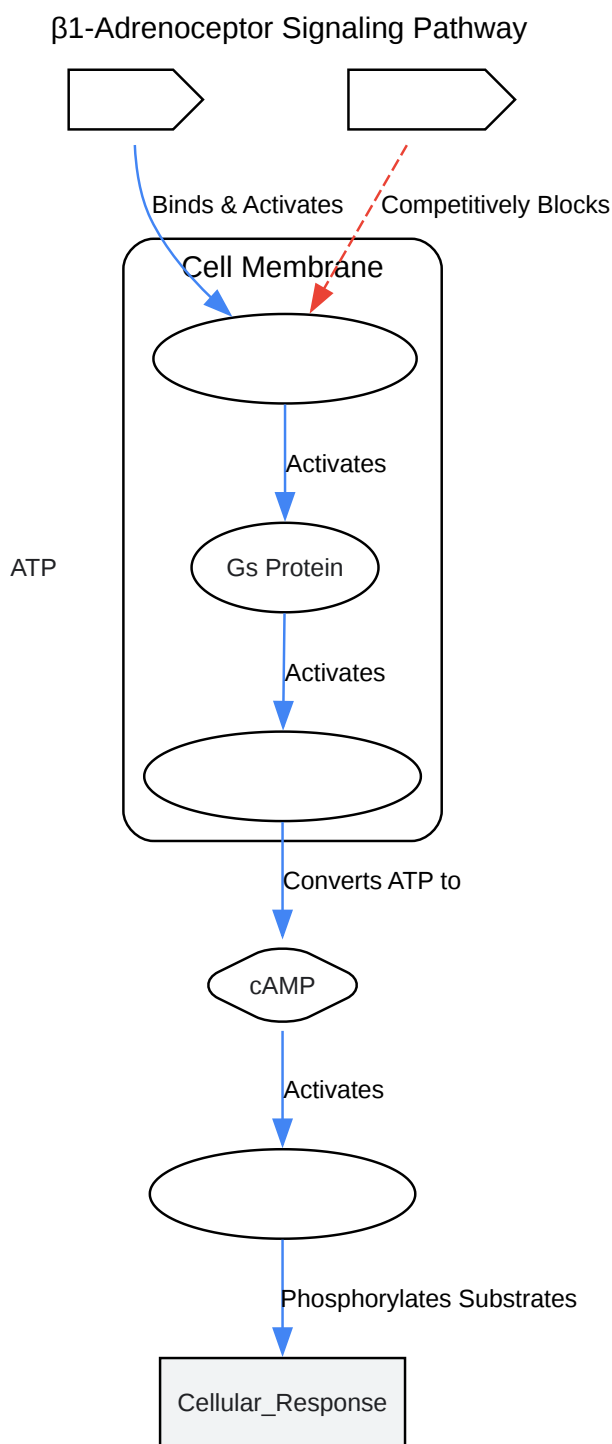 β1-Adrenoceptor Signaling Pathway
Binds & Activates
Competitively Blocks
Cell Membrane
Activates
ATP
Gs Protein
Activates
Converts ATP to
cAMP
Activates
Phosphorylates Substrates
Cellular_Response